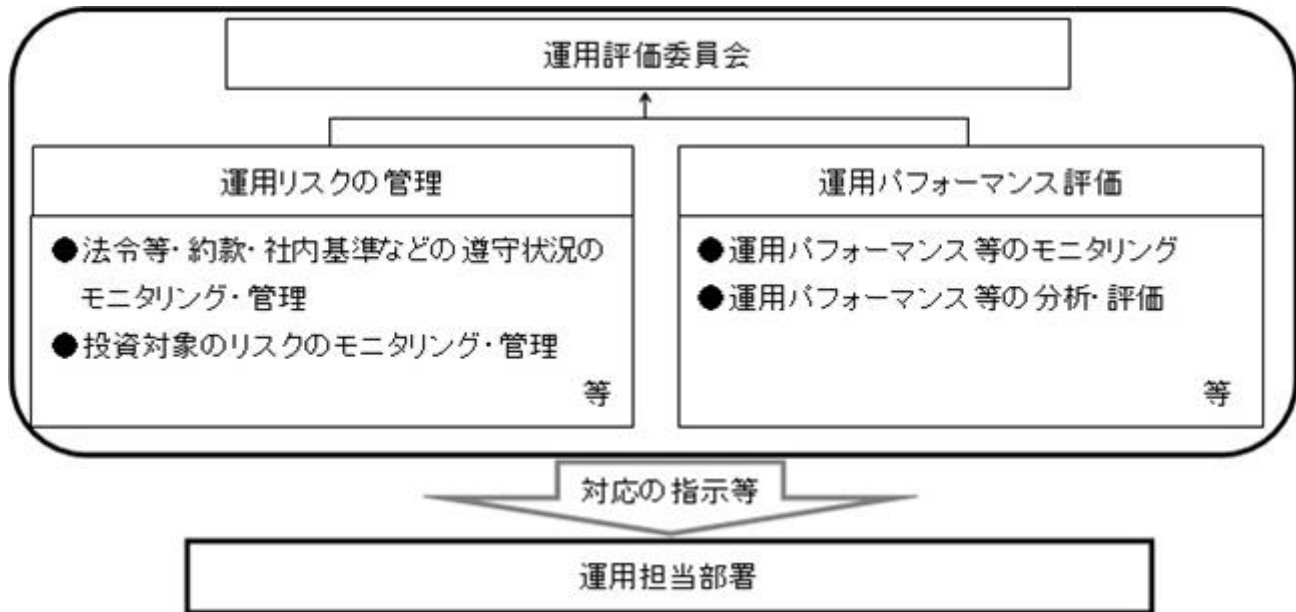 運用評価委員会
運用リスクの管理
●法令等・約款・社内基準などの遵守状況の
モニタリング・管理
●投資対象のリスクのモニタリング・管理
等
運用パフォーマンス評価
●運用パフォーマンス等のモニタリング
●運用パフォーマンス等の分析・評価
等
対応の指示等
運用担当部署